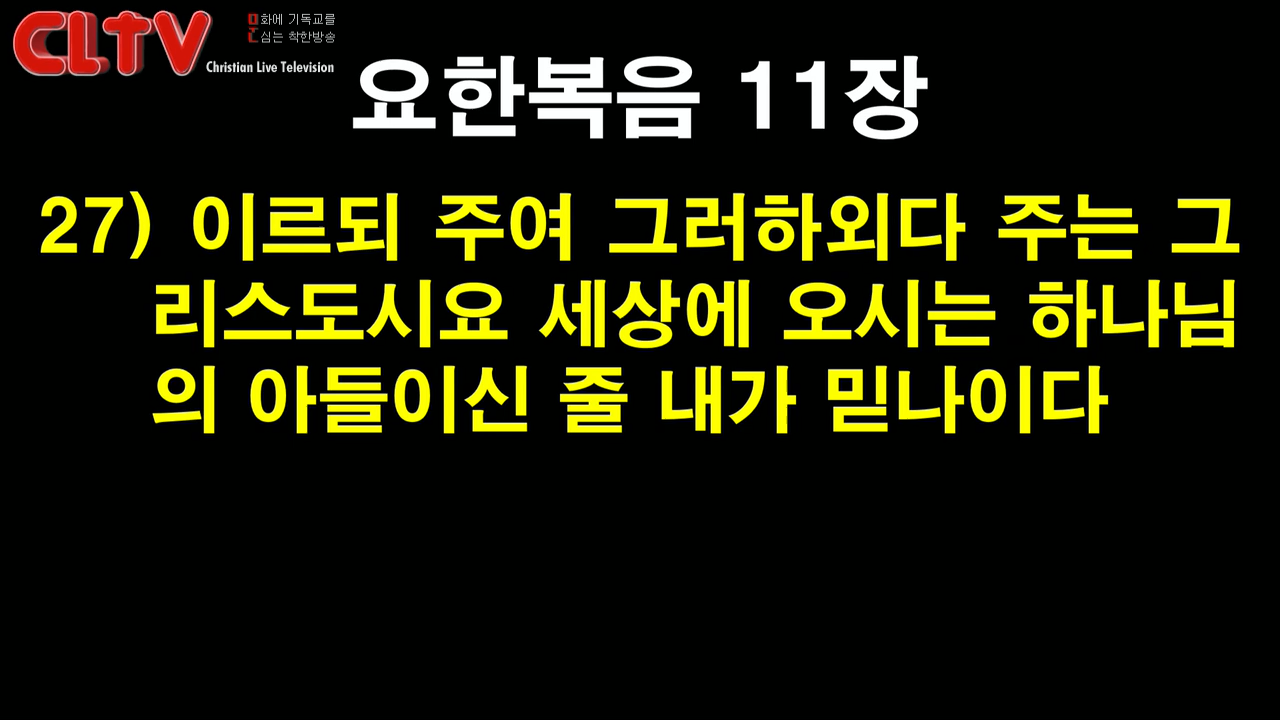 CLTV
문화에 기독교를
심는 착한방송
Christian Live Television
요한복음 11장
27) 이르되 주여 그러하외다 주는 그
리스도시요 세상에 오시는 하나님
의 아들이신 줄 내가 믿나이다